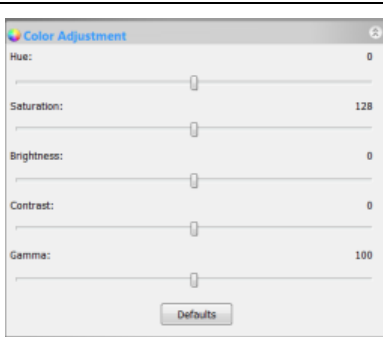 Color Adjustment
Hue: 0
Saturation: 128
Brightness: 0
Contrast: 0
Gamma: 100
Defaults